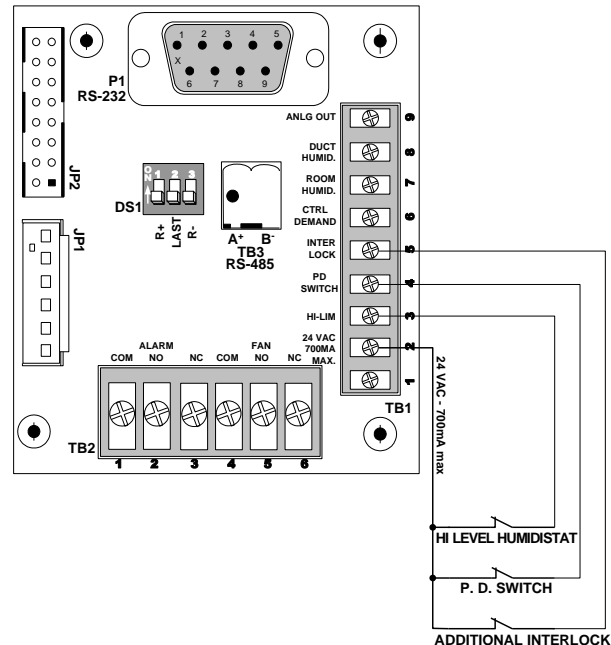 1 2 3 4 5
X
6 7 8 9
P1
RS-232
JP2
JP1
ON
1 2 3
DS1
R+
LAST
R-
A+ B-
TB3
RS-485
ANLG OUT 9
DUCT
HUMID. 8
ROOM
HUMID. 7
CTRL
DEMAND 6
INTER
LOCK 5
PD
SWITCH 4
HI-LIM 3
24 VAC
700MA
MAX. 2
1
TB1
24 VAC - 700mA max
ALARM FAN
COM NO NC COM NO NC
TB2
1 2 3 4 5 6
HI LEVEL HUMIDISTAT
P. D. SWITCH
ADDITIONAL INTERLOCK